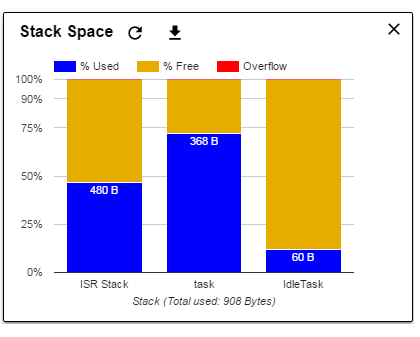 Stack Space
% Used % Free Overflow
100%
90%
75%
50%
25%
0%
480 B
368 B
60 B
ISR Stack task IdleTask
Stack (Total used: 908 Bytes)